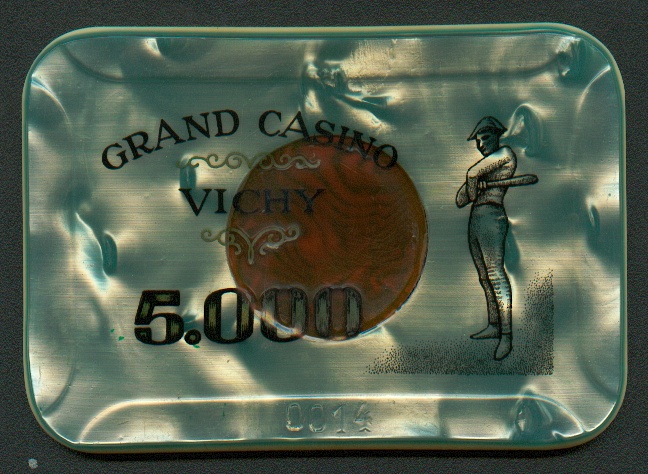 GRAND CASINO
VICHY
5.000
0014